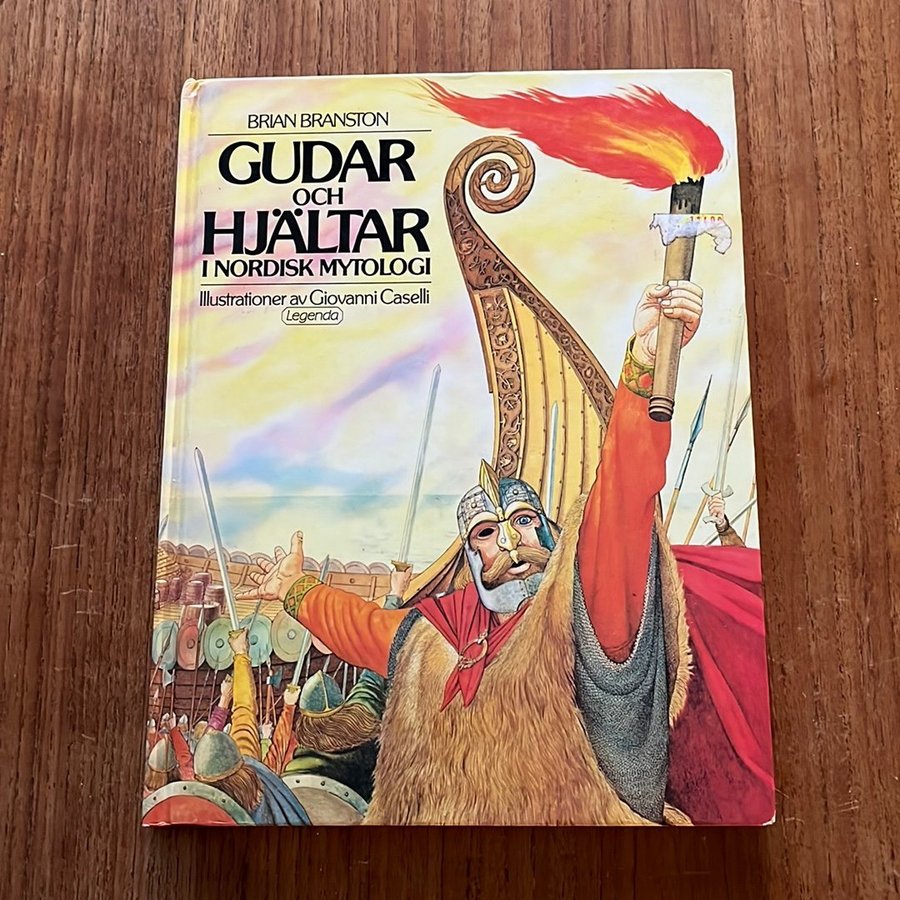 BRIAN BRANSTON
GUDAR
OCH
HJÄLTAR
I NORDISK MYTOLOGI
Illustrationer av Giovanni Caselli
Legenda